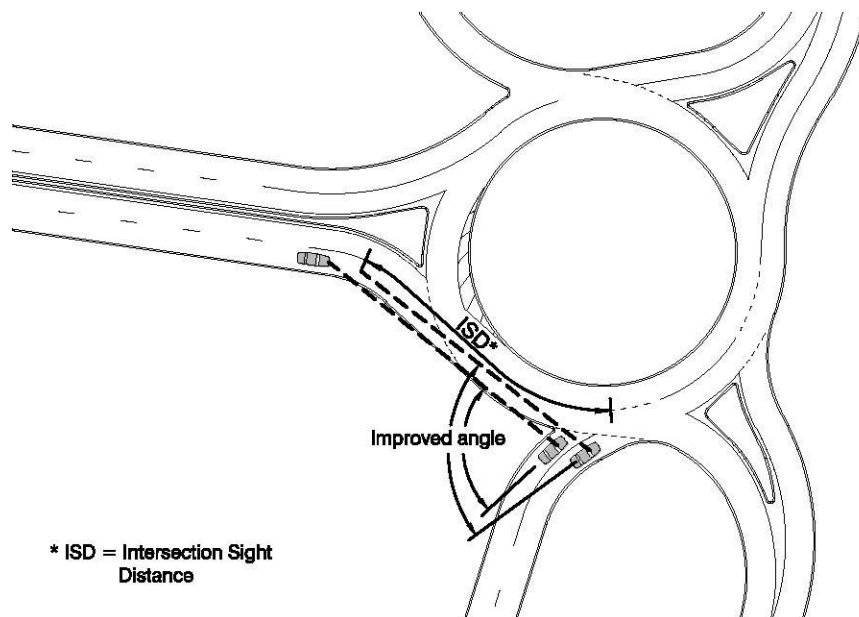 ISD*
Improved angle
* ISD = Intersection Sight
Distance